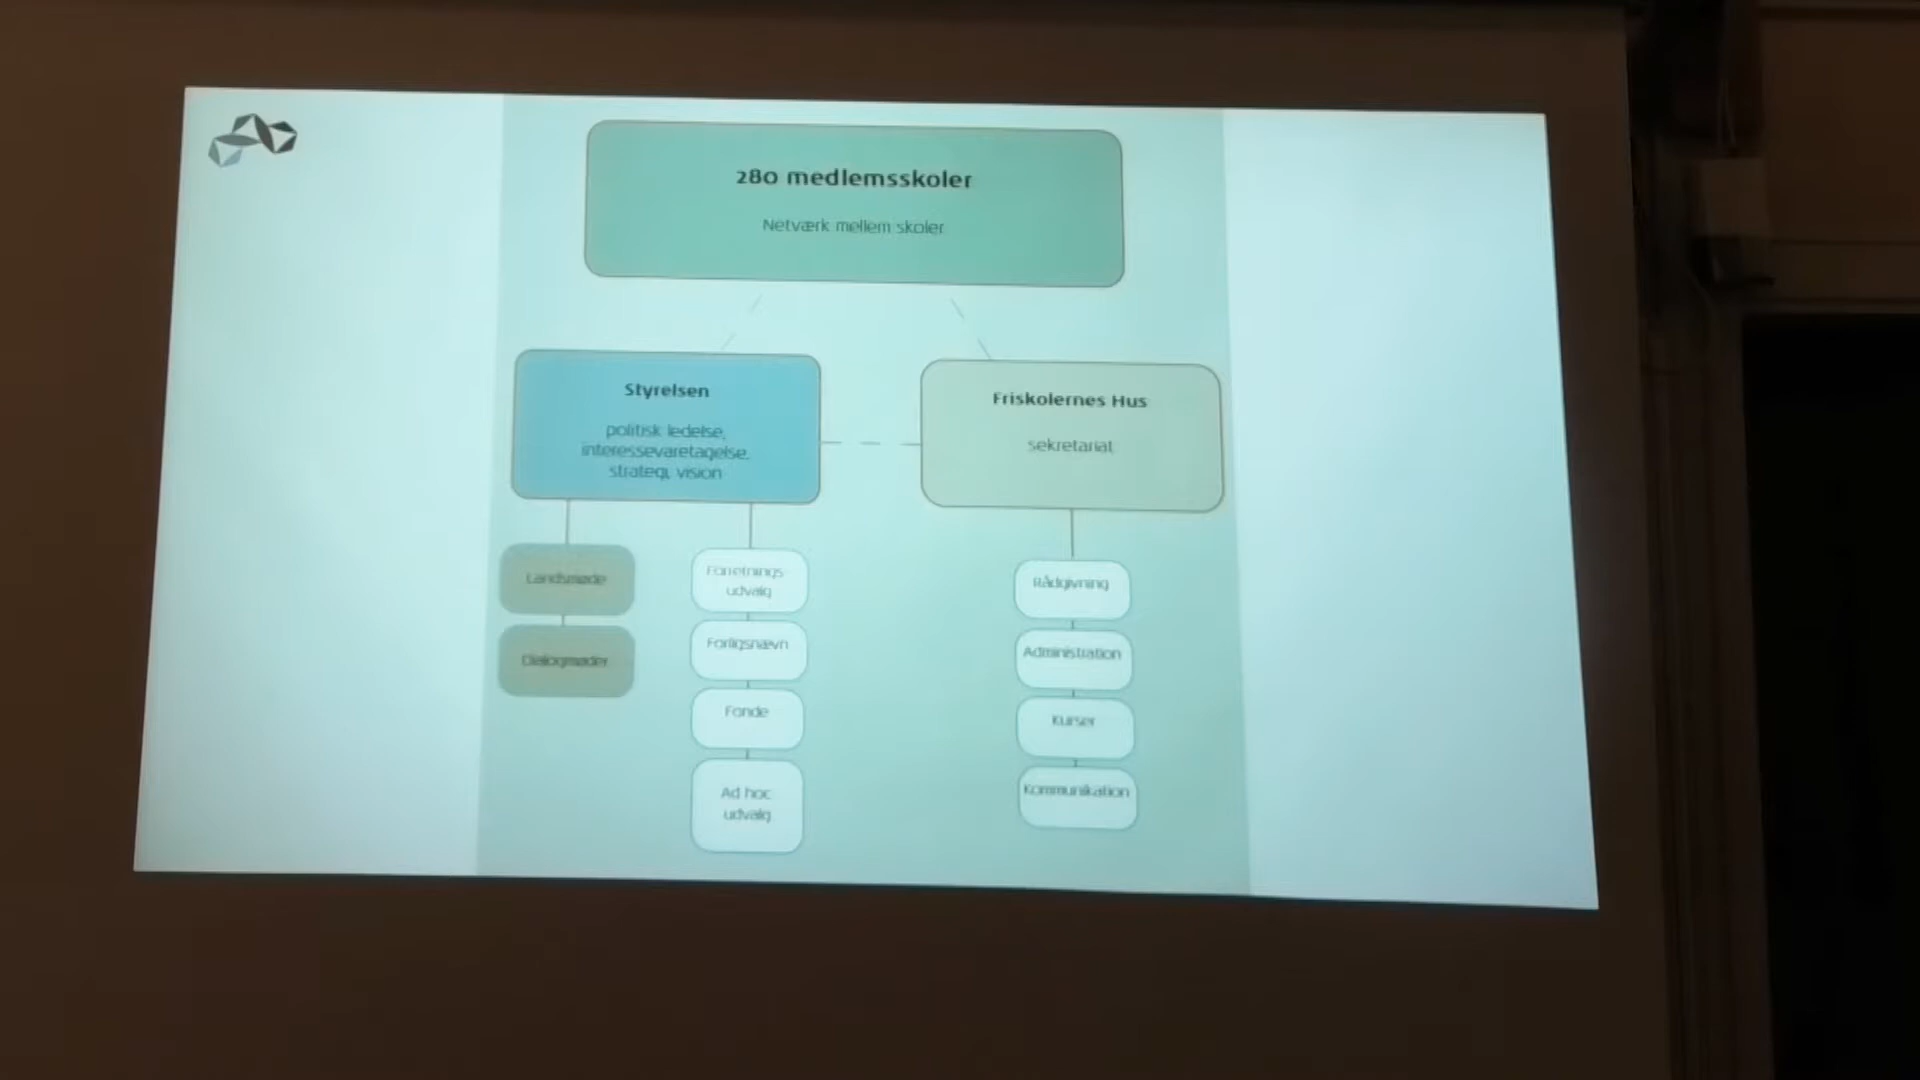 280 medlemsskoler
Netværk mellem skoler
Styrelsen
politisk ledelse,
interessevaretagelse,
strategi, vision
Friskolernes Hus
sekretariat
Landsmøde
Dialogmøder
Forretnings-
udvalg
Forligsnævn
Fonde
Ad hoc
udvalg
Rådgivning
Administration
Kurser
Kommunikation